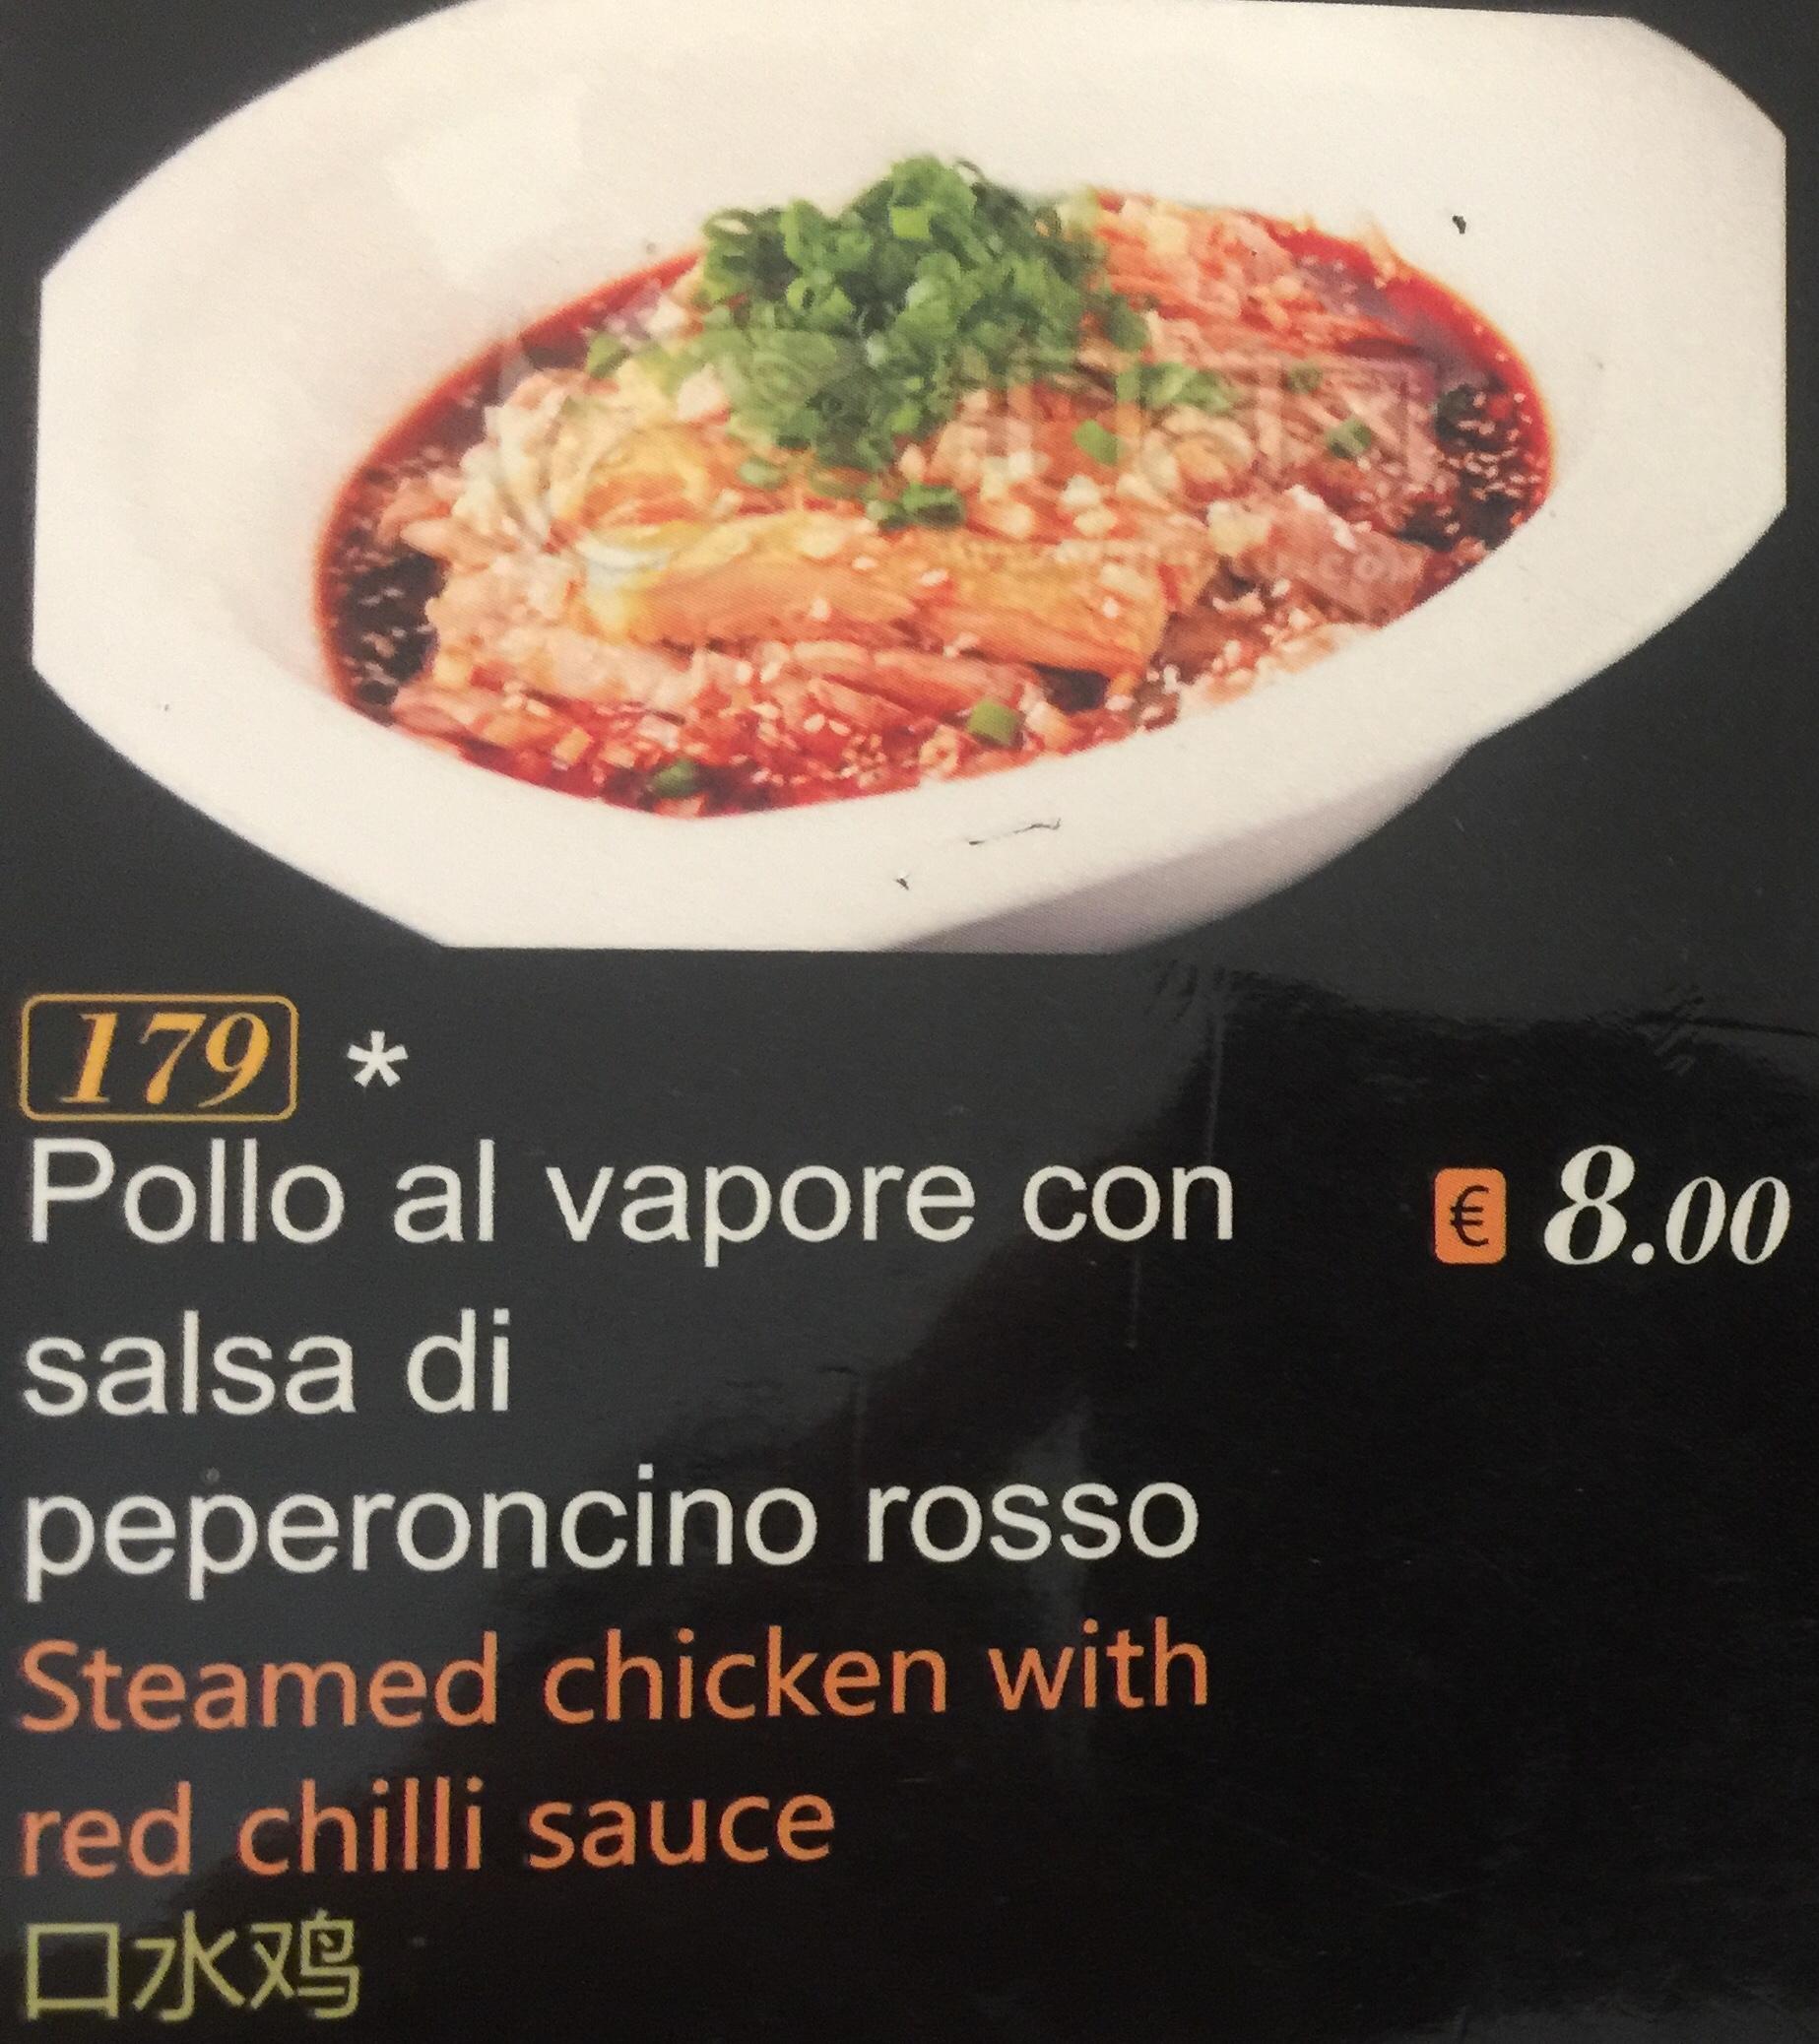 179 *
Pollo al vapore con
€ 8.00
salsa di
peperoncino rosso
Steamed chicken with
red chilli sauce
口水鸡